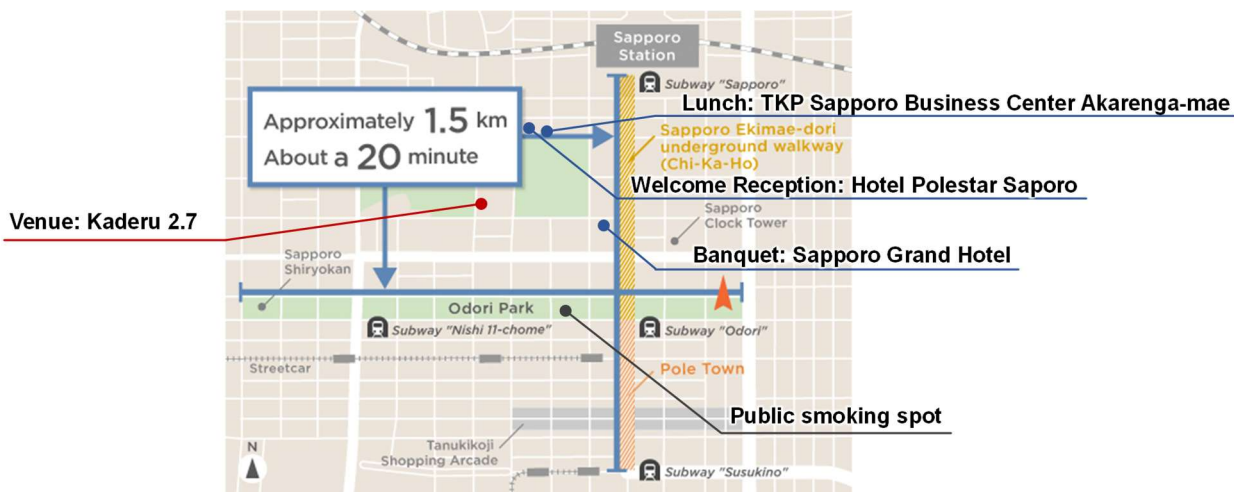 Sapporo
Station
Subway "Sapporo"
Lunch: TKP Sapporo Business Center Akarenga-mae
Approximately 1.5 km
About a 20 minute
Sapporo Ekimae-dori
underground walkway
(Chi-Ka-Ho)
Welcome Reception: Hotel Polestar Saporo
Venue: Kaderu 2.7
Sapporo
Clock Tower
Banquet: Sapporo Grand Hotel
Sapporo
Shiryokan
Odori Park
Subway "Nishi 11-chome"
Subway "Odori"
Streetcar
Pole Town
Public smoking spot
Tanukikoji
Shopping Arcade
N
Subway "Susukino"